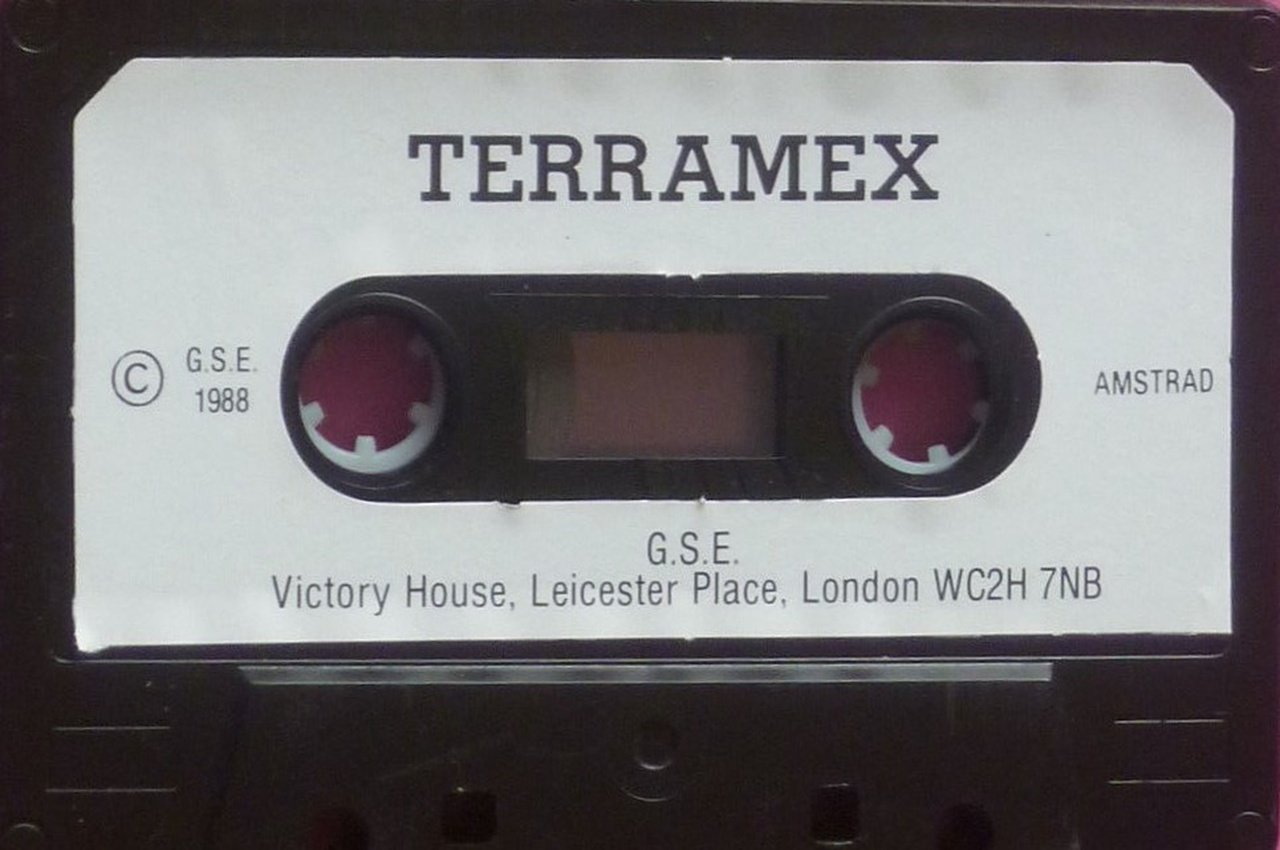 TERRAMEX
© G.S.E.
1988
AMSTRAD
G.S.E.
Victory House, Leicester Place, London WC2H 7NB